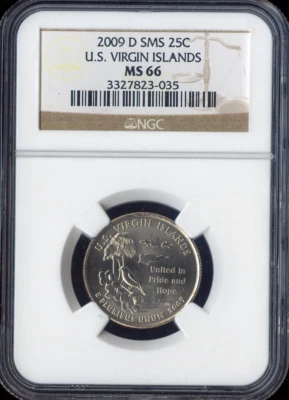 2009 D SMS 25C
U.S. VIRGIN ISLANDS
MS 66
3327823-035
NGC
U.S. VIRGIN ISLANDS
United in
Pride and
Hope
E PLURIBUS UNUM 2009